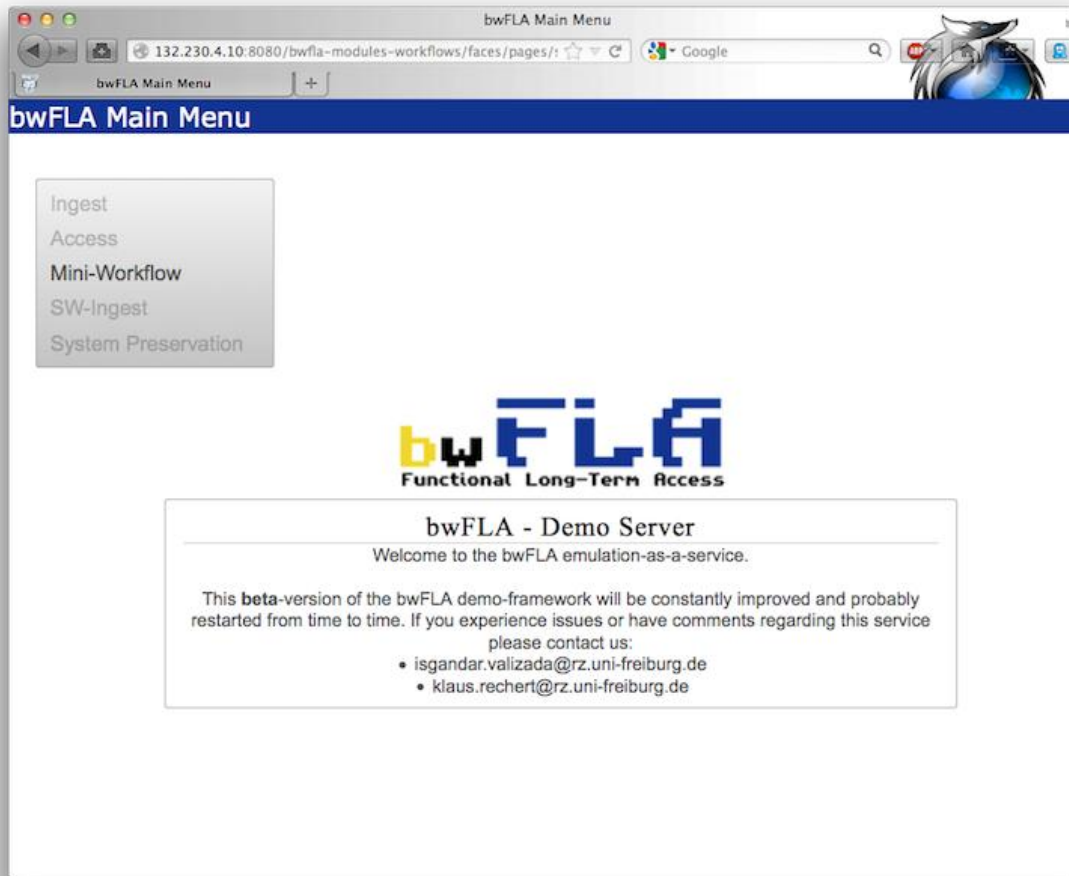 bwFLA Main Menu
132.230.4.10:8080/bwfla-modules-workflows/faces/pages/
Google
bwFLA Main Menu
bwFLA Main Menu
Ingest
Access
Mini-Workflow
SW-Ingest
System Preservation
bwFLA
Functional Long-Term Access
bwFLA - Demo Server
Welcome to the bwFLA emulation-as-a-service.
This beta-version of the bwFLA demo-framework will be constantly improved and probably
restarted from time to time. If you experience issues or have comments regarding this service
please contact us:
• isgandar.valizada@rz.uni-freiburg.de
• klaus.rechert@rz.uni-freiburg.de